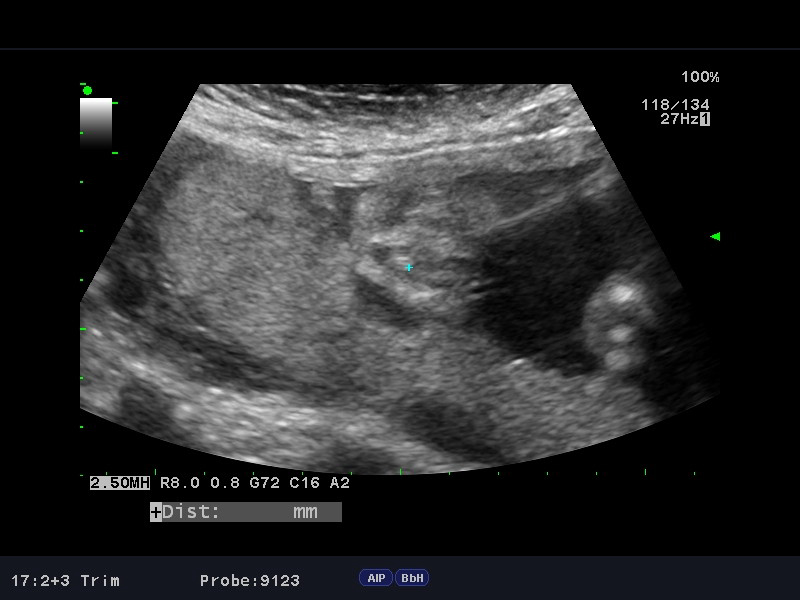 100%
118/134
27Hz1
2.50MH R8.0 0.8 G72 C16 A2
+Dist: mm
17:2+3 Trim Probe:9123 AIP BbH